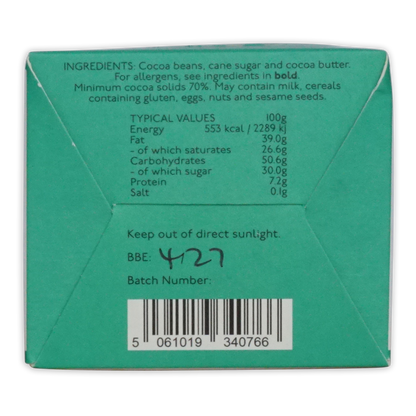 INGREDIENTS: Cocoa beans, cane sugar and cocoa butter.
For allergens, see ingredients in bold.
Minimum cocoa solids 70%. May contain milk, cereals
containing gluten, eggs, nuts and sesame seeds.
TYPICAL VALUES 100g
Energy 553 kcal / 2289 kj
Fat 39.0g
- of which saturates 26.6g
Carbohydrates 50.6g
- of which sugar 30.0g
Protein 7.2g
Salt 0.1g
Keep out of direct sunlight.
BBE: 4,27
Batch Number:
5 061019 340766